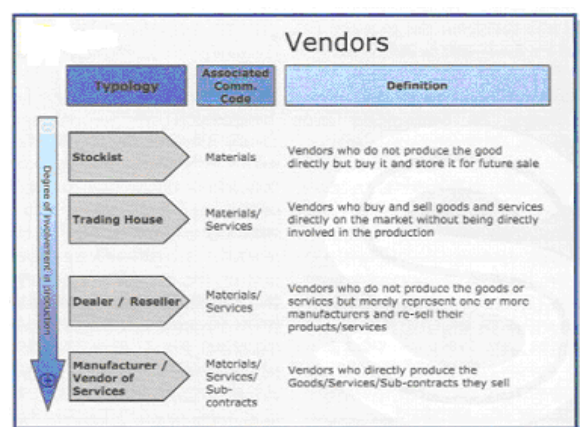 Vendors
Typology
Associated
Comm.
Code
Definition
Degree of involvement in production
Stockist
Materials
Vendors who do not produce the good
directly but buy it and store it for future sale
Trading House
Materials/
Services
Vendors who buy and sell goods and services
directly on the market without being directly
involved in the production
Dealer / Reseller
Materials/
Services
Vendors who do not produce the goods or
services but merely represent one or more
manufacturers and re-sell their
products/services
Manufacturer /
Vendor of
Services
Materials/
Services/
Sub-
contracts
Vendors who directly produce the
Goods/Services/Sub-contracts they sell